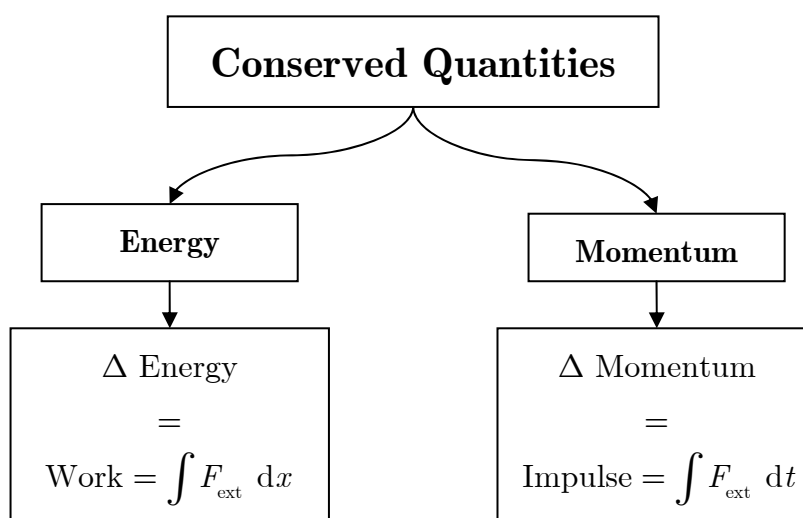 Conserved Quantities
Energy
Momentum
Δ Energy
=
Work = ∫ F_ext dx
Δ Momentum
=
Impulse = ∫ F_ext dt